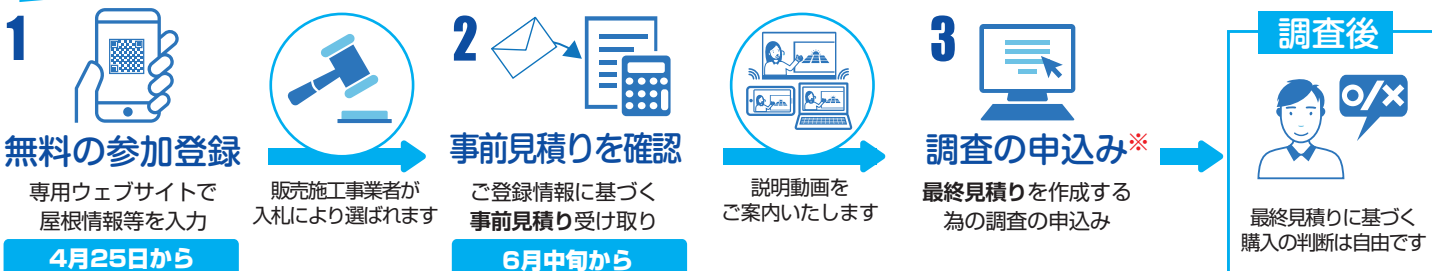 1
無料の参加登録
専用ウェブサイトで
屋根情報等を入力
4月25日から
販売施工事業者が
入札により選ばれます
2
事前見積りを確認
ご登録情報に基づく
事前見積り受け取り
6月中旬から
説明動画を
ご案内いたします
3
調査の申込み※
最終見積りを作成する
為の調査の申込み
調査後
o/×
最終見積りに基づく
購入の判断は自由です